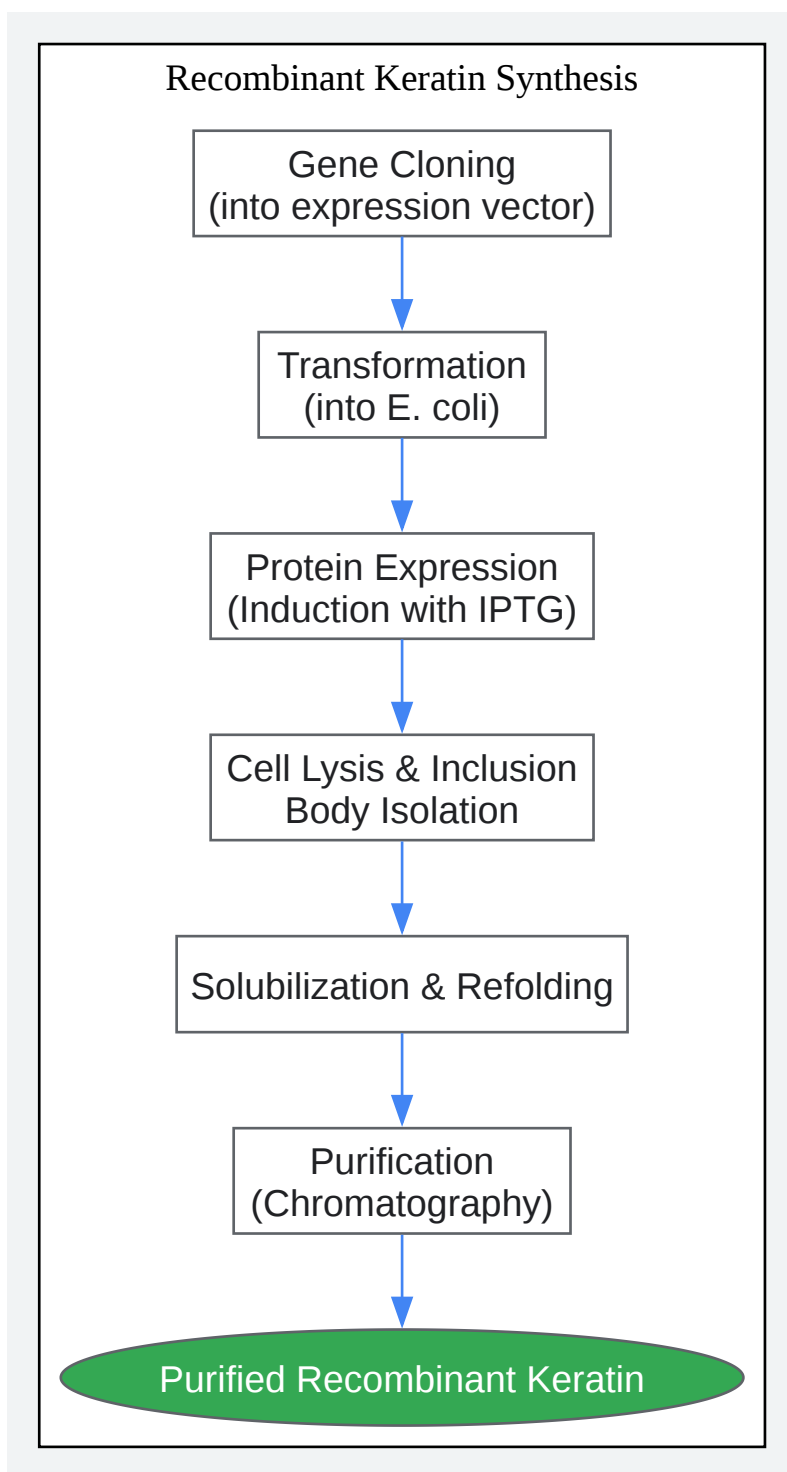 Recombinant Keratin Synthesis
Gene Cloning
(into expression vector)
Transformation
(into E. coli)
Protein Expression
(Induction with IPTG)
Cell Lysis & Inclusion
Body Isolation
Solubilization & Refolding
Purification
(Chromatography)
Purified Recombinant Keratin